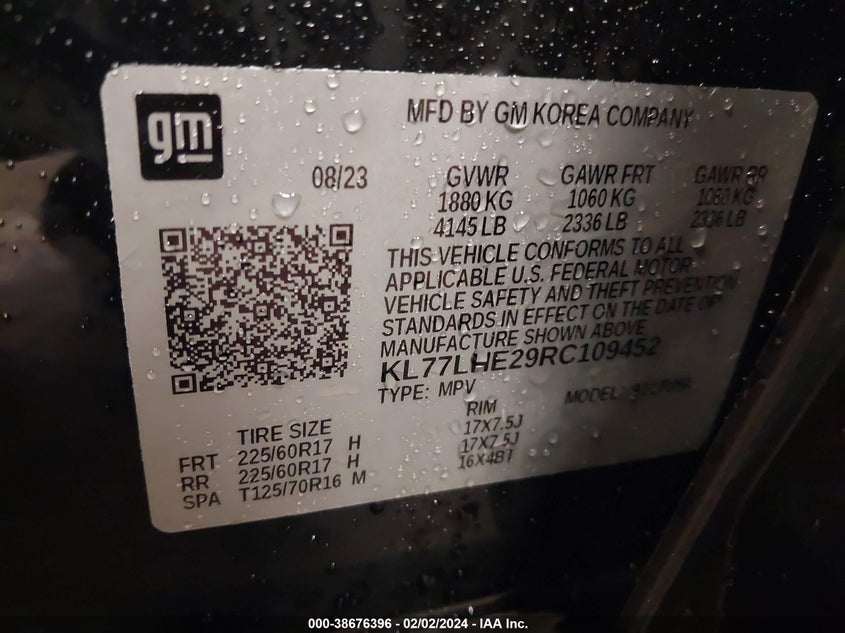 gm
MFD BY GM KOREA COMPANY
08/23
GVWR GAWR FRT GAWR RR
1880 KG 1060 KG 1060 KG
4145 LB 2336 LB 2336 LB
THIS VEHICLE CONFORMS TO ALL
APPLICABLE U.S. FEDERAL MOTOR
VEHICLE SAFETY AND THEFT PREVENTION
STANDARDS IN EFFECT ON THE DATE OF
MANUFACTURE SHOWN ABOVE.
KL77LHE29RC109452
TYPE: MPV MODEL:
TIRE SIZE RIM
FRT 225/60R17 H 17X7.5J
RR 225/60R17 H 17X7.5J
SPA T125/70R16 M 16X4BT
000-38676396 - 02/02/2024 - IAA Inc.